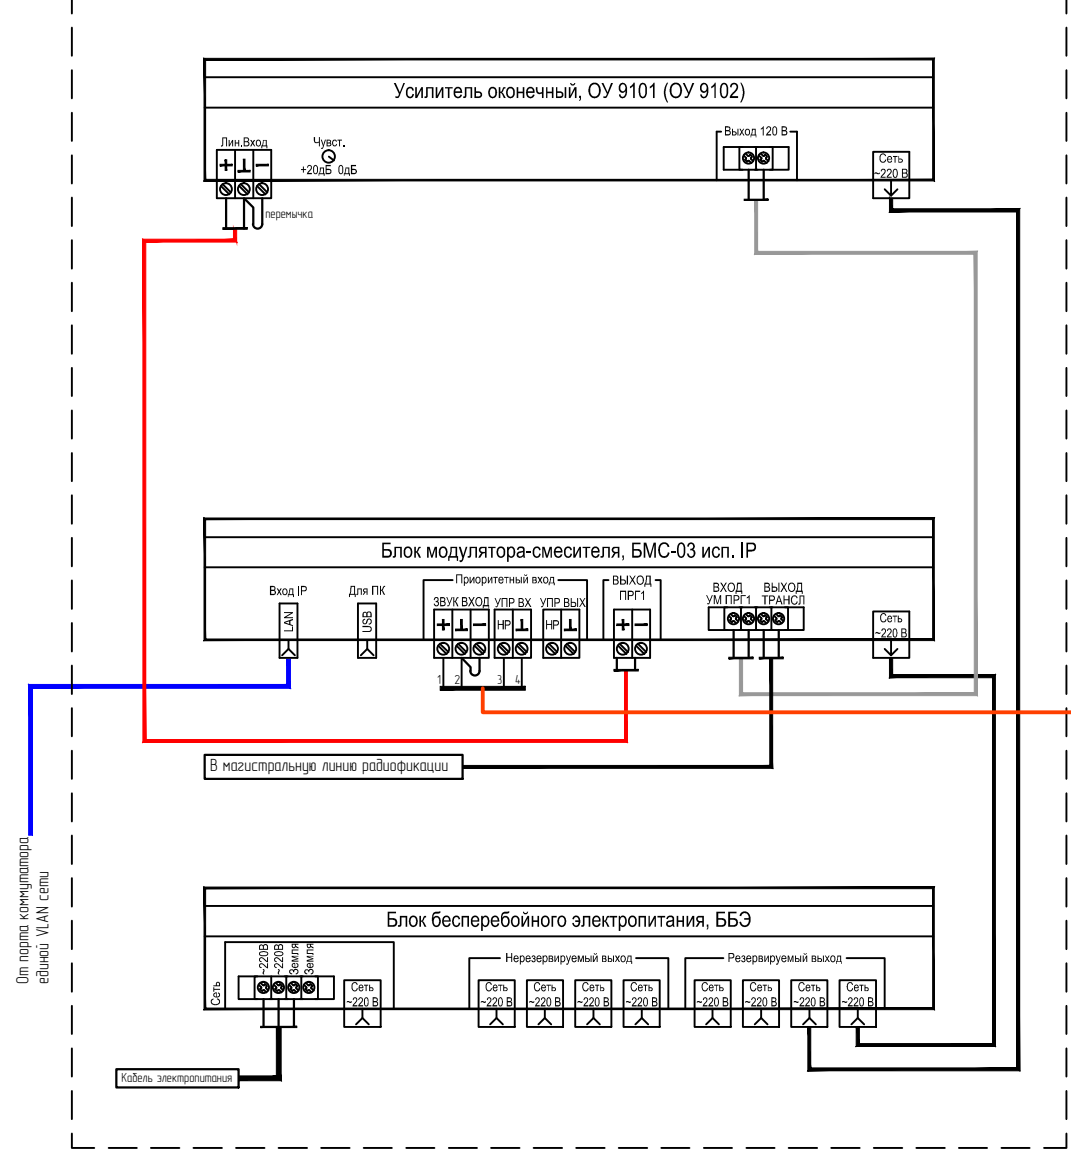 Усилитель оконечный, ОУ 9101 (ОУ 9102)
Лин.Вход
Чувст.
Выход 120 В
+ ⊥ −
+20дБ 0дБ
Сеть
~220 В
перемычка
Блок модулятора-смесителя, БМС-03 исп. IP
Вход IP
Для ПК
Приоритетный вход
ВЫХОД
ПРГ1
ВХОД
УМ ПРГ1
ВЫХОД
ТРАНСЛ
ЗВУК ВХОД
УПР ВХ
УПР ВЫХ
LAN
USB
+ ⊥ −
НР ⊥
НР ⊥
+ −
Сеть
~220 В
1 2 3 4
В магистральную линию радиофикации
От порта коммутатора
единой VLAN сети
Блок бесперебойного электропитания, ББЭ
Сеть
~220В
~220В
Земля
Земля
Сеть
~220 В
Нерезервируемый выход
Сеть
~220 В
Сеть
~220 В
Сеть
~220 В
Сеть
~220 В
Резервируемый выход
Сеть
~220 В
Сеть
~220 В
Сеть
~220 В
Сеть
~220 В
Кабель электропитания